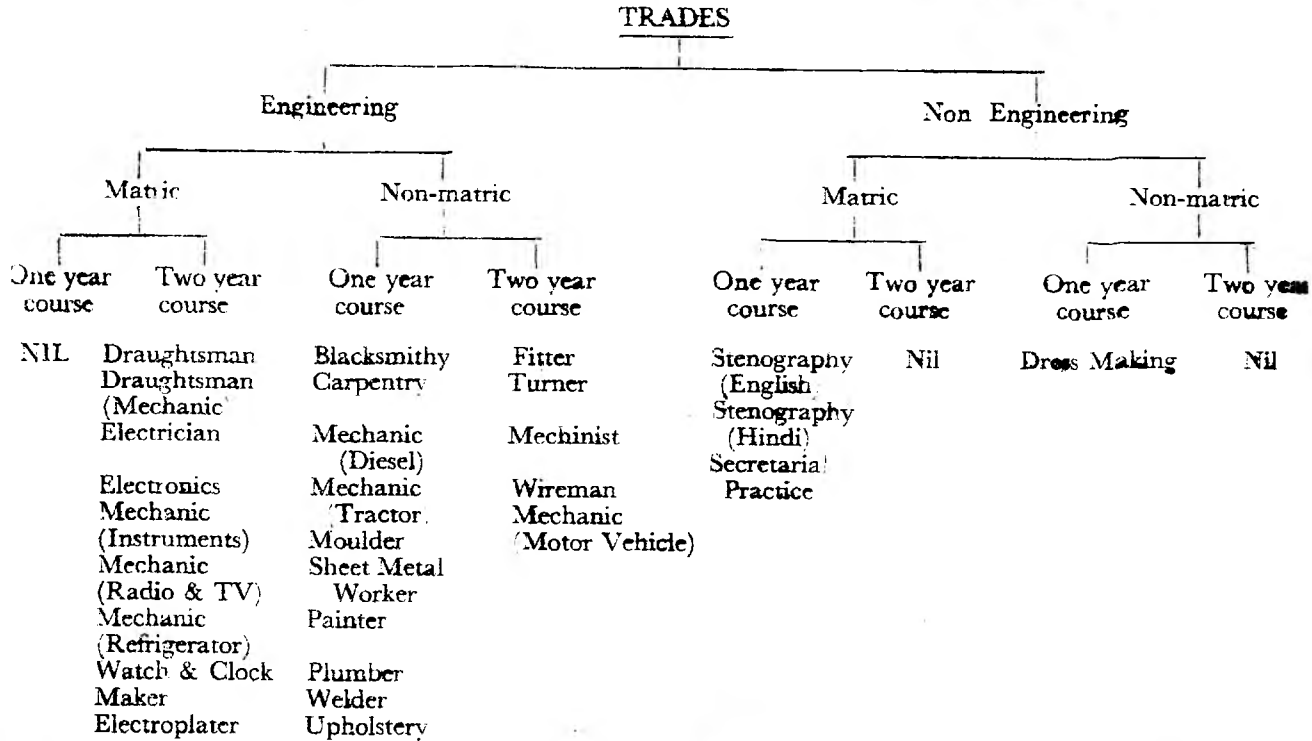 TRADES
Engineering
Non Engineering
Matric
Non-matric
Matric
Non-matric
One year
course
Two year
course
One year
course
Two year
course
One year
course
Two year
course
One year
course
Two year
course
NIL
Draughtsman
Draughtsman
(Mechanic
Electrician
Electronics
Mechanic
(Instruments)
Mechanic
(Radio & TV)
Mechanic
(Refrigerator)
Watch & Clock
Maker
Electroplater
Blacksmithy
Carpentry
Mechanic
(Diesel)
Mechanic
(Tractor)
Moulder
Sheet Metal
Worker
Painter
Plumber
Welder
Upholstery
Fitter
Turner
Mechinist
Wireman
Mechanic
(Motor Vehicle)
Stenography
(English
Stenography
(Hindi)
Secretarial
Practice
Nil
Dress Making
Nil